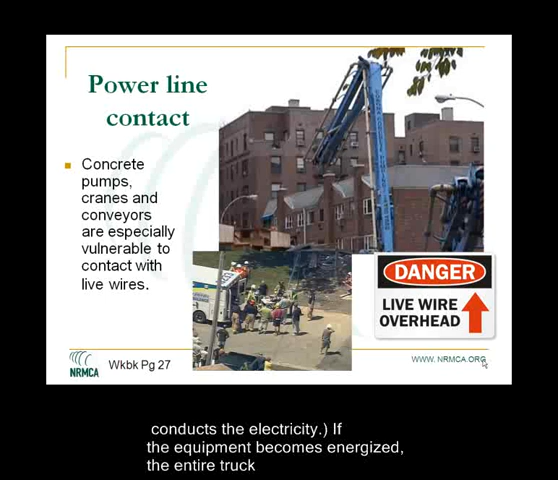 Power line
contact
Concrete
pumps,
cranes and
conveyors
are especially
vulnerable to
contact with
live wires.
DANGER
LIVE WIRE
OVERHEAD
NRMCA
Wkbk Pg 27
WWW. NRMCA.ORG
conducts the electricity.) If
the equipment becomes energized,
the entire truck